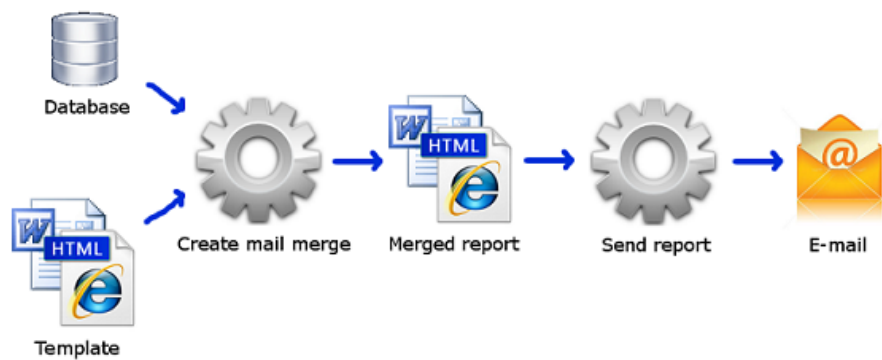 Database
W
HTML
Template
Create mail merge
W
HTML
Merged report
Send report
@
E-mail